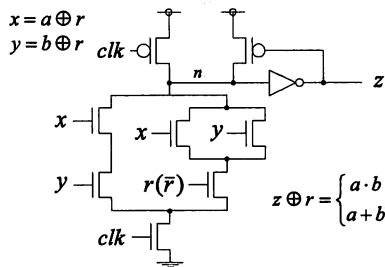 x = a ⊕ r
y = b ⊕ r
clk
n
z
x
x
y
y
r(r̄)
z ⊕ r = { a · b
a + b
clk